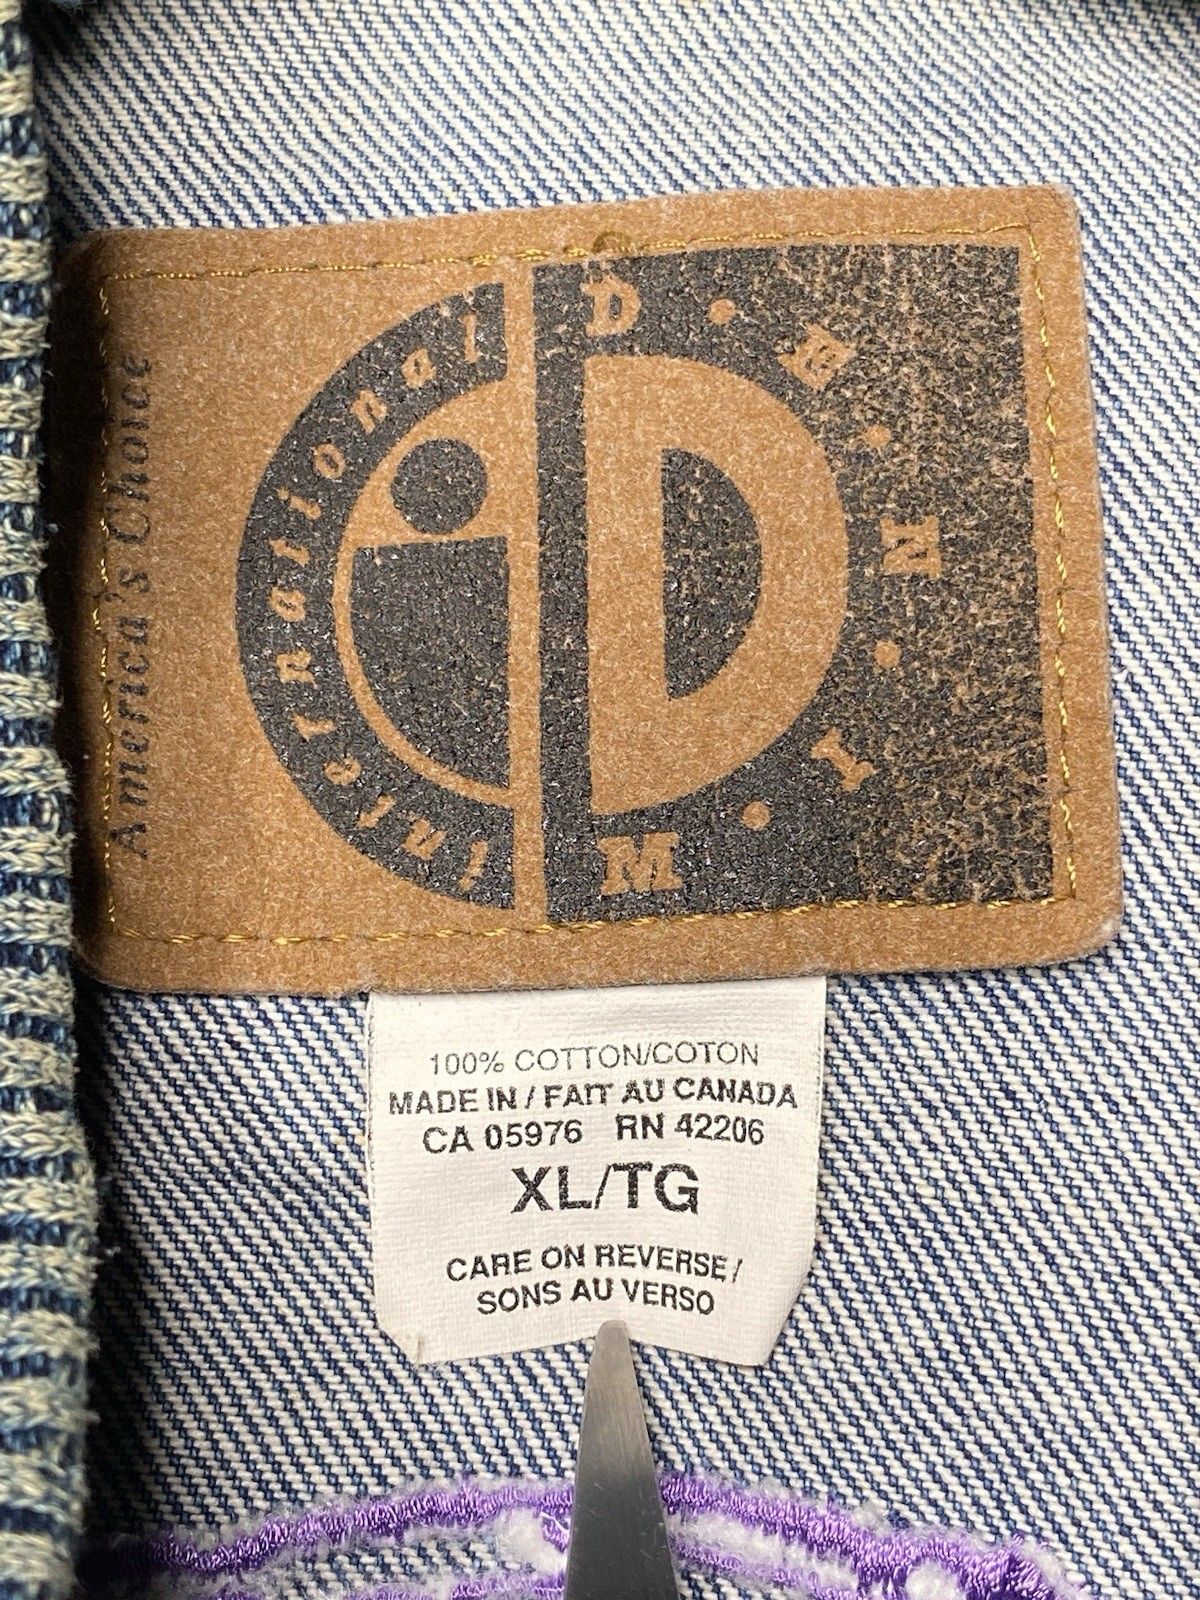 America's Choice
international
D • E • N • I • M
iD
100% COTTON/COTON
MADE IN / FAIT AU CANADA
CA 05976 RN 42206
XL/TG
CARE ON REVERSE /
SONS AU VERSO